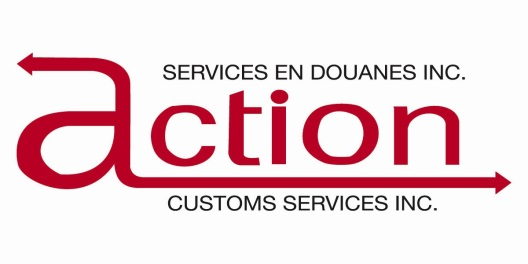 SERVICES EN DOUANES INC.
action
CUSTOMS SERVICES INC.